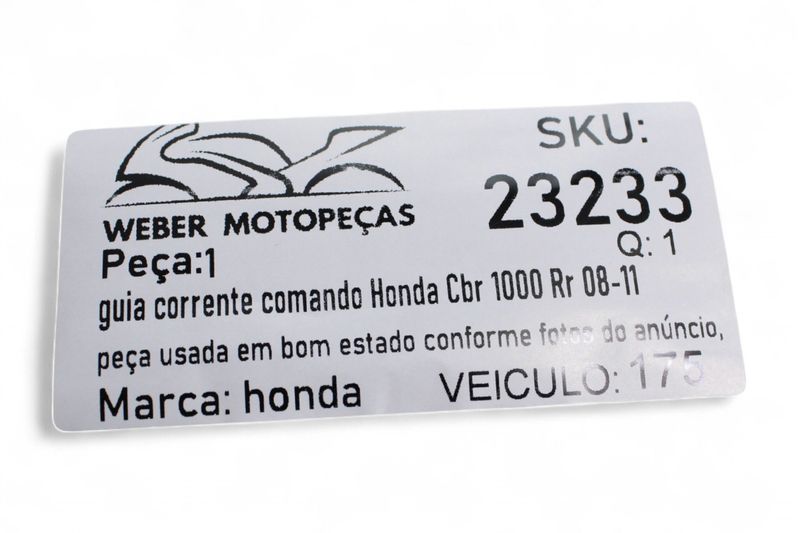 WEBER MOTOPEÇAS
SKU:
23233
Q: 1
Peça:1
guia corrente comando Honda Cbr 1000 Rr 08-11
peça usada em bom estado conforme fotos do anúncio,
Marca: honda
VEICULO: 175